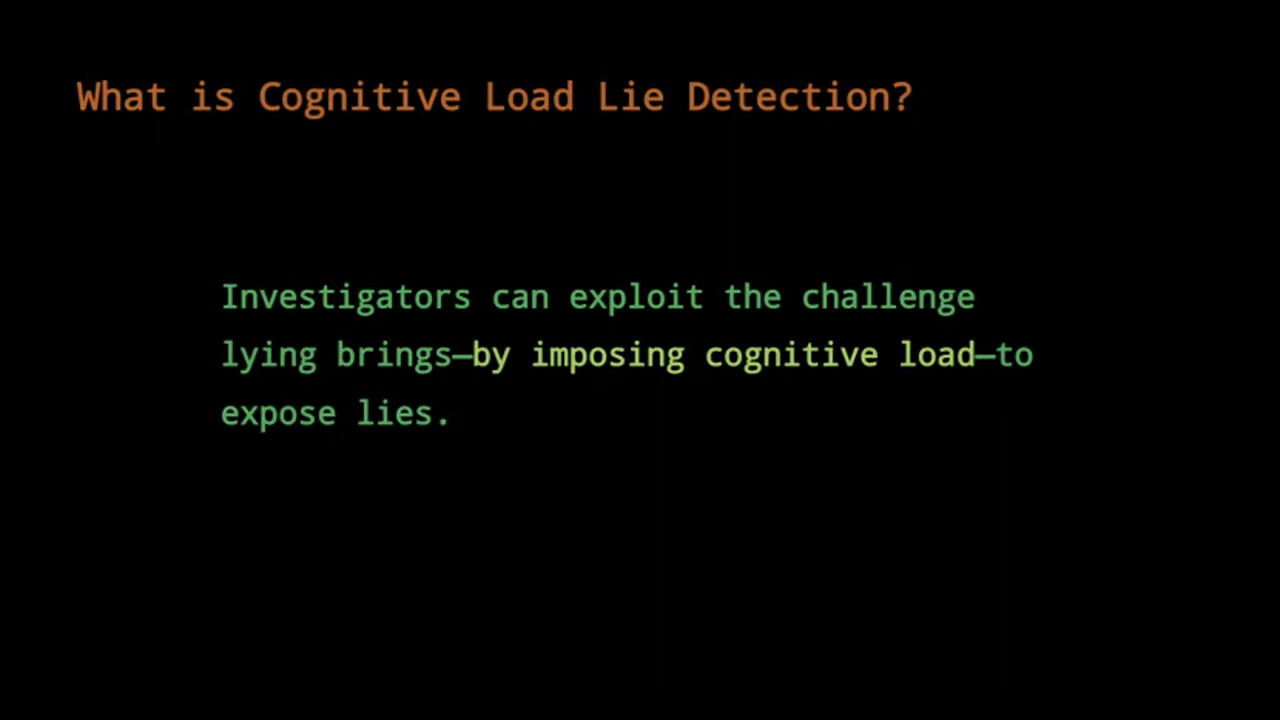 What is Cognitive Load Lie Detection?
Investigators can exploit the challenge
lying brings—by imposing cognitive load—to
expose lies.